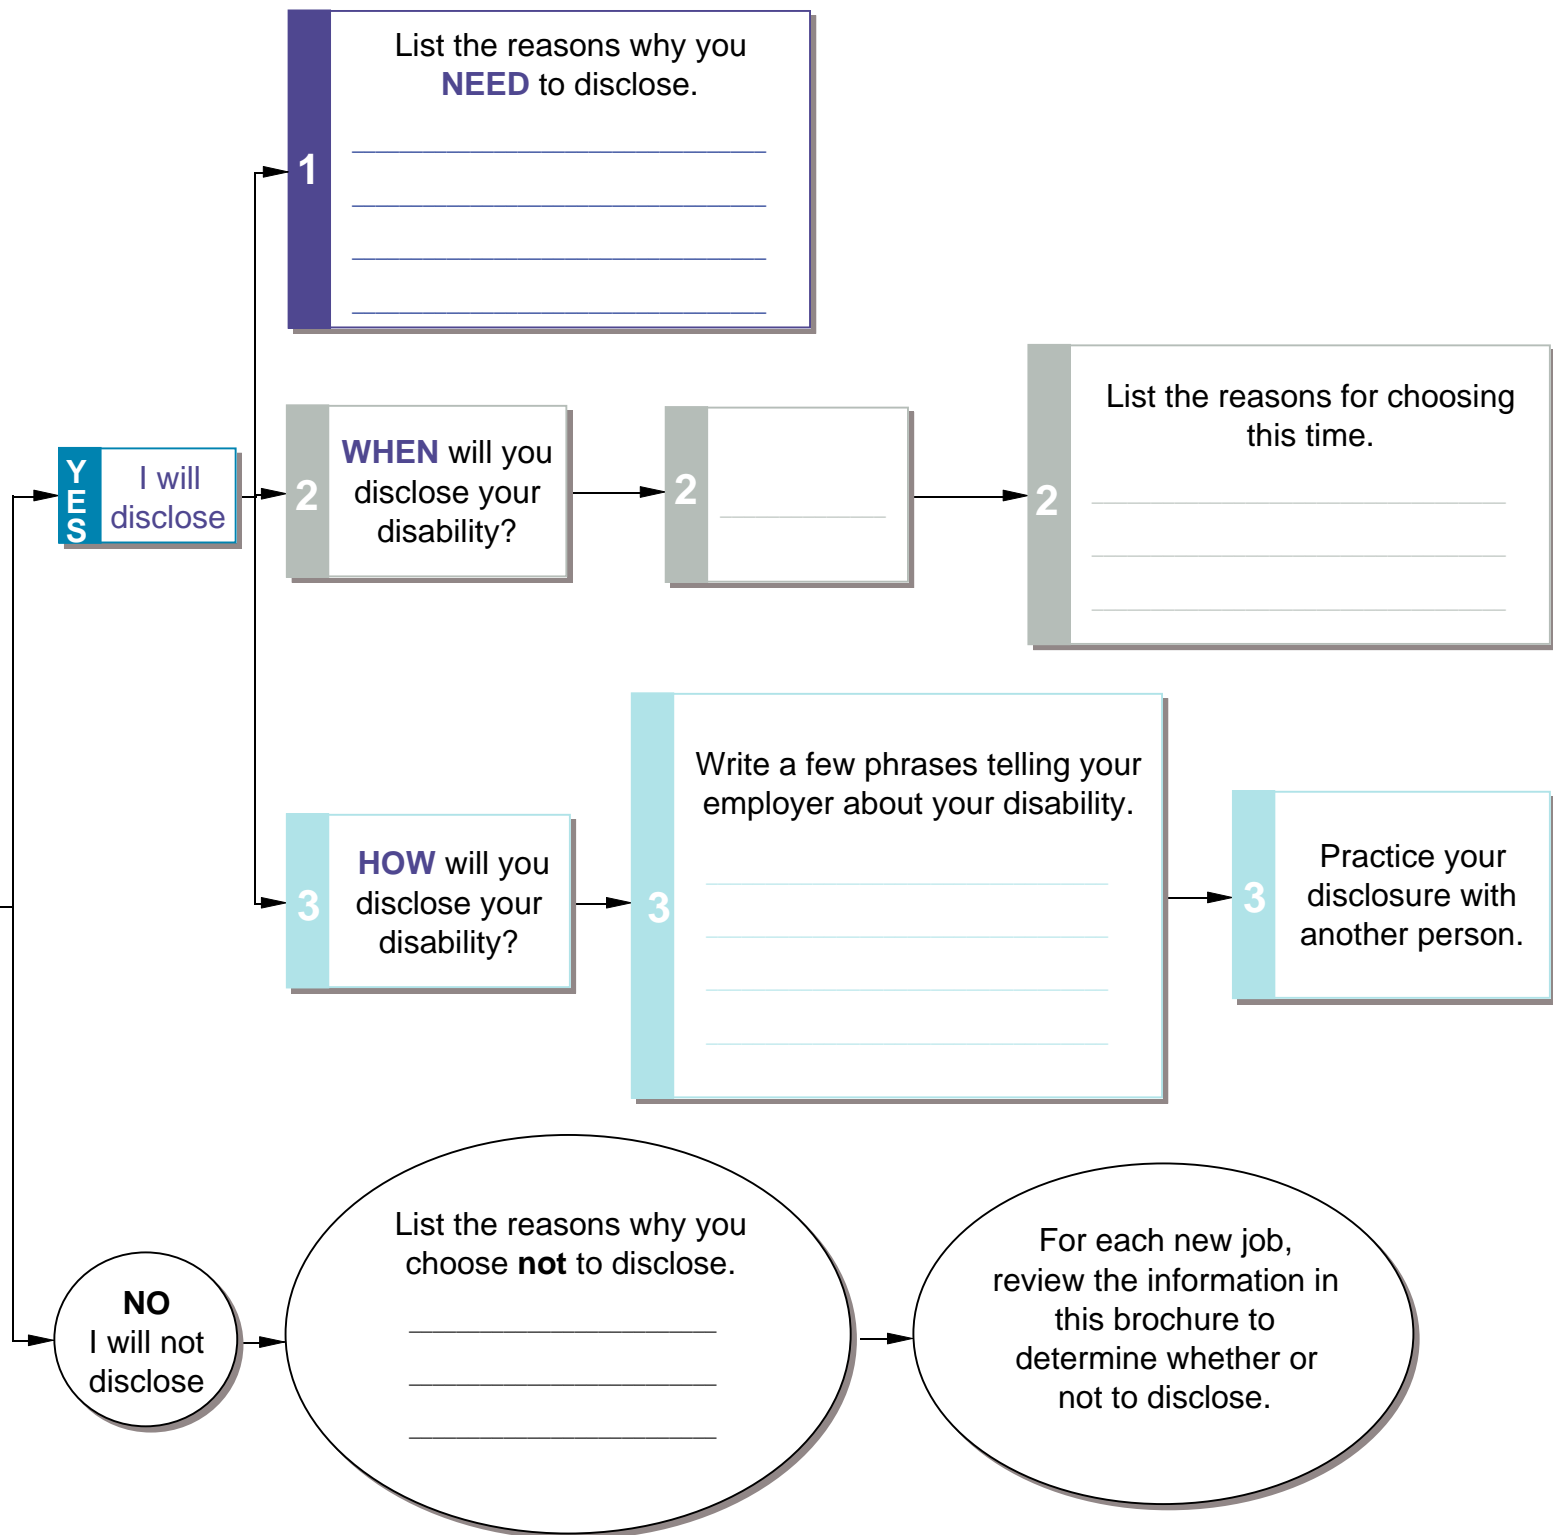 1
List the reasons why you
NEED to disclose.
YES
I will
disclose
2
WHEN will you
disclose your
disability?
2
2
List the reasons for choosing
this time.
3
HOW will you
disclose your
disability?
3
Write a few phrases telling your
employer about your disability.
3
Practice your
disclosure with
another person.
NO
I will not
disclose
List the reasons why you
choose not to disclose.
For each new job,
review the information in
this brochure to
determine whether or
not to disclose.